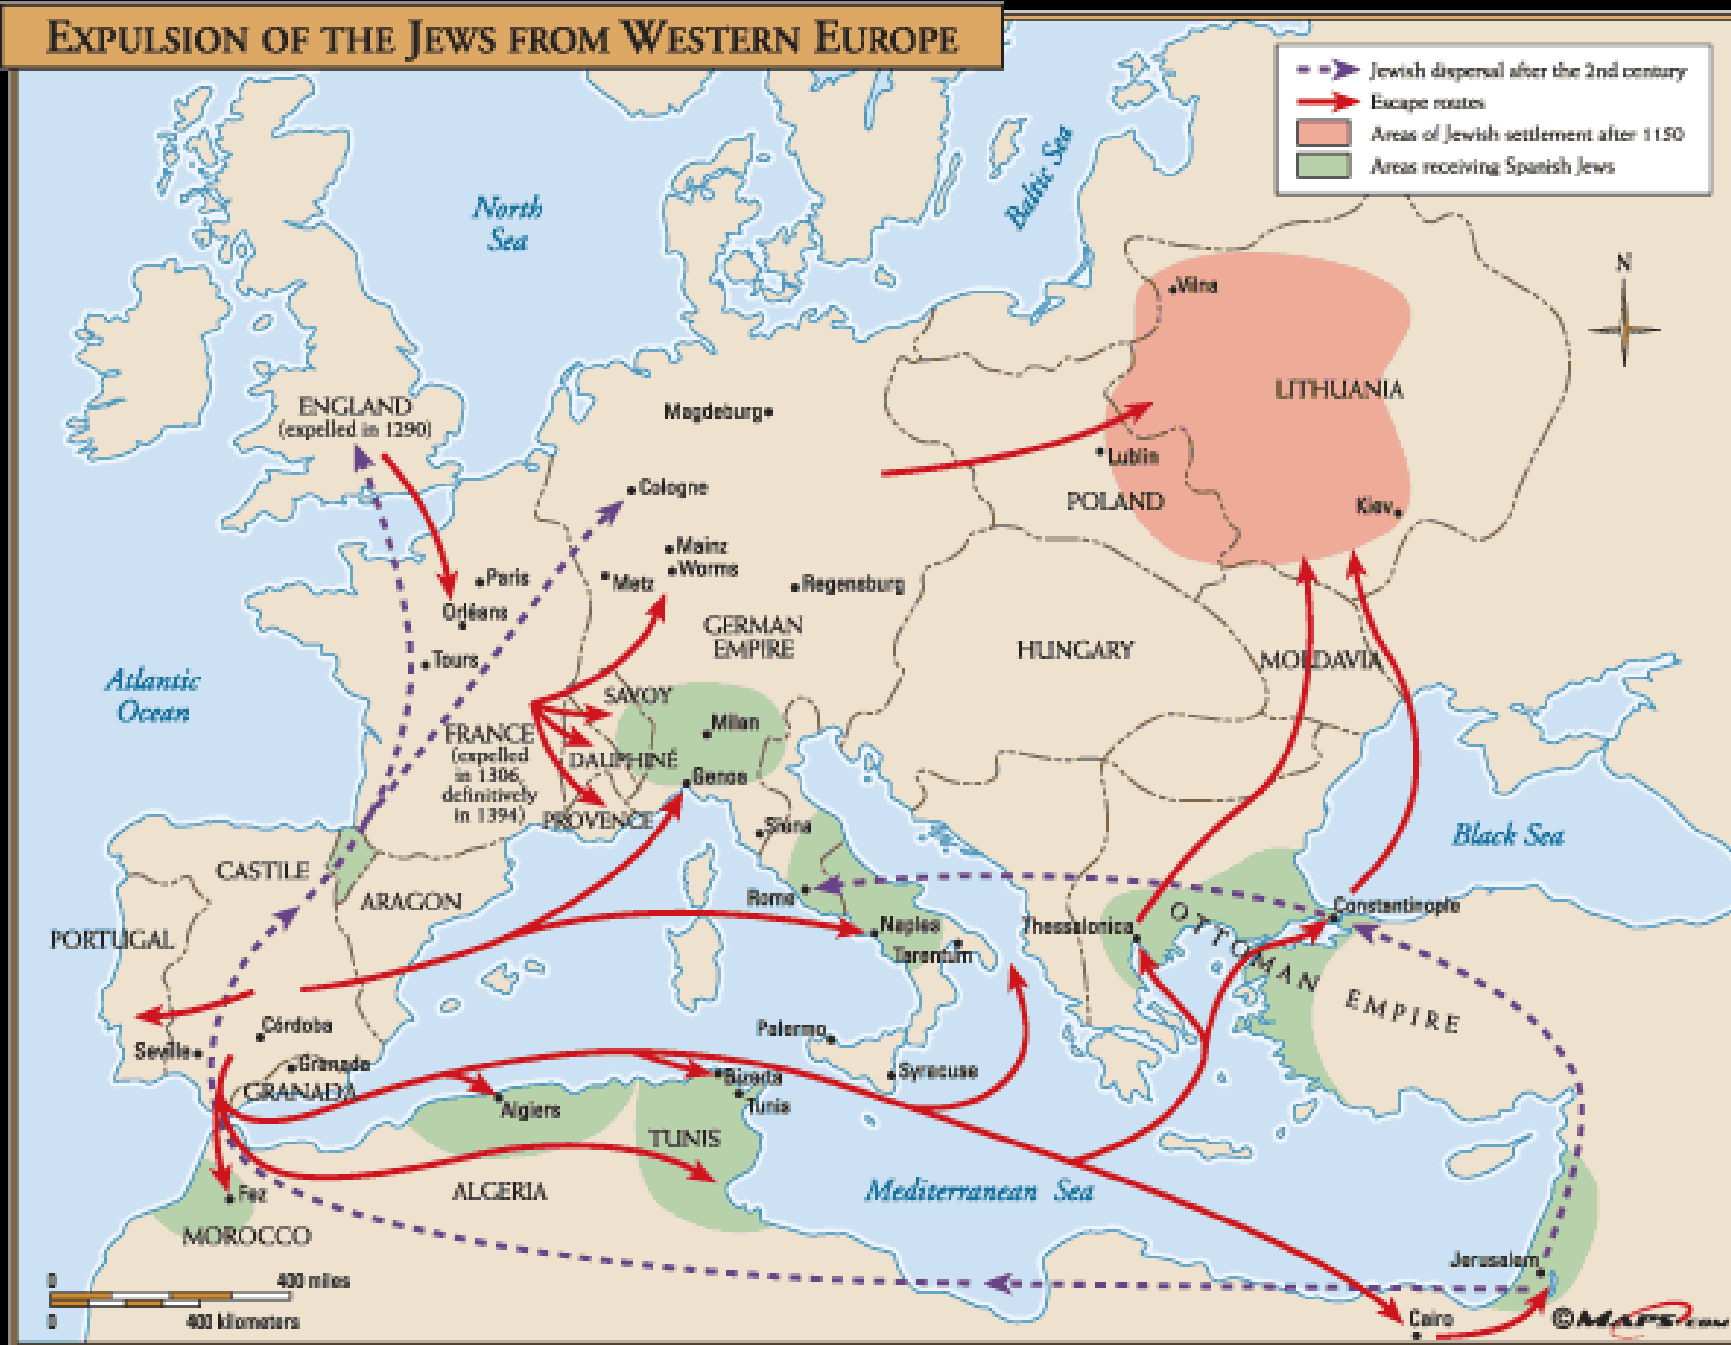 EXPULSION OF THE JEWS FROM WESTERN EUROPE
Jewish dispersal after the 2nd century
Escape routes
Areas of Jewish settlement after 1150
Areas receiving Spanish Jews
North
Sea
Baltic Sea
N
Vilna
LITHUANIA
ENGLAND
(expelled in 1290)
Magdeburg
Lublin
Cologne
POLAND
Kiev
Mainz
Worms
Paris
Metz
Regensburg
Orléans
GERMAN
EMPIRE
HUNGARY
MOLDAVIA
Tours
Atlantic
Ocean
SAVOY
Milan
FRANCE
(expelled
in 1306,
definitively
in 1394)
DAUPHINÉ
Genoa
PROVENCE
Siena
Black Sea
CASTILE
ARAGON
Rome
Constantinople
PORTUGAL
Naples
Thessalonica
OTTOMAN
EMPIRE
Tarentum
Córdoba
Palermo
Seville
Granada
GRANADA
Syracuse
Algiers
Tunis
TUNIS
Fez
ALGERIA
Mediterranean Sea
MOROCCO
Jerusalem
0
400 miles
0
400 kilometers
Cairo
©MAPS.COM